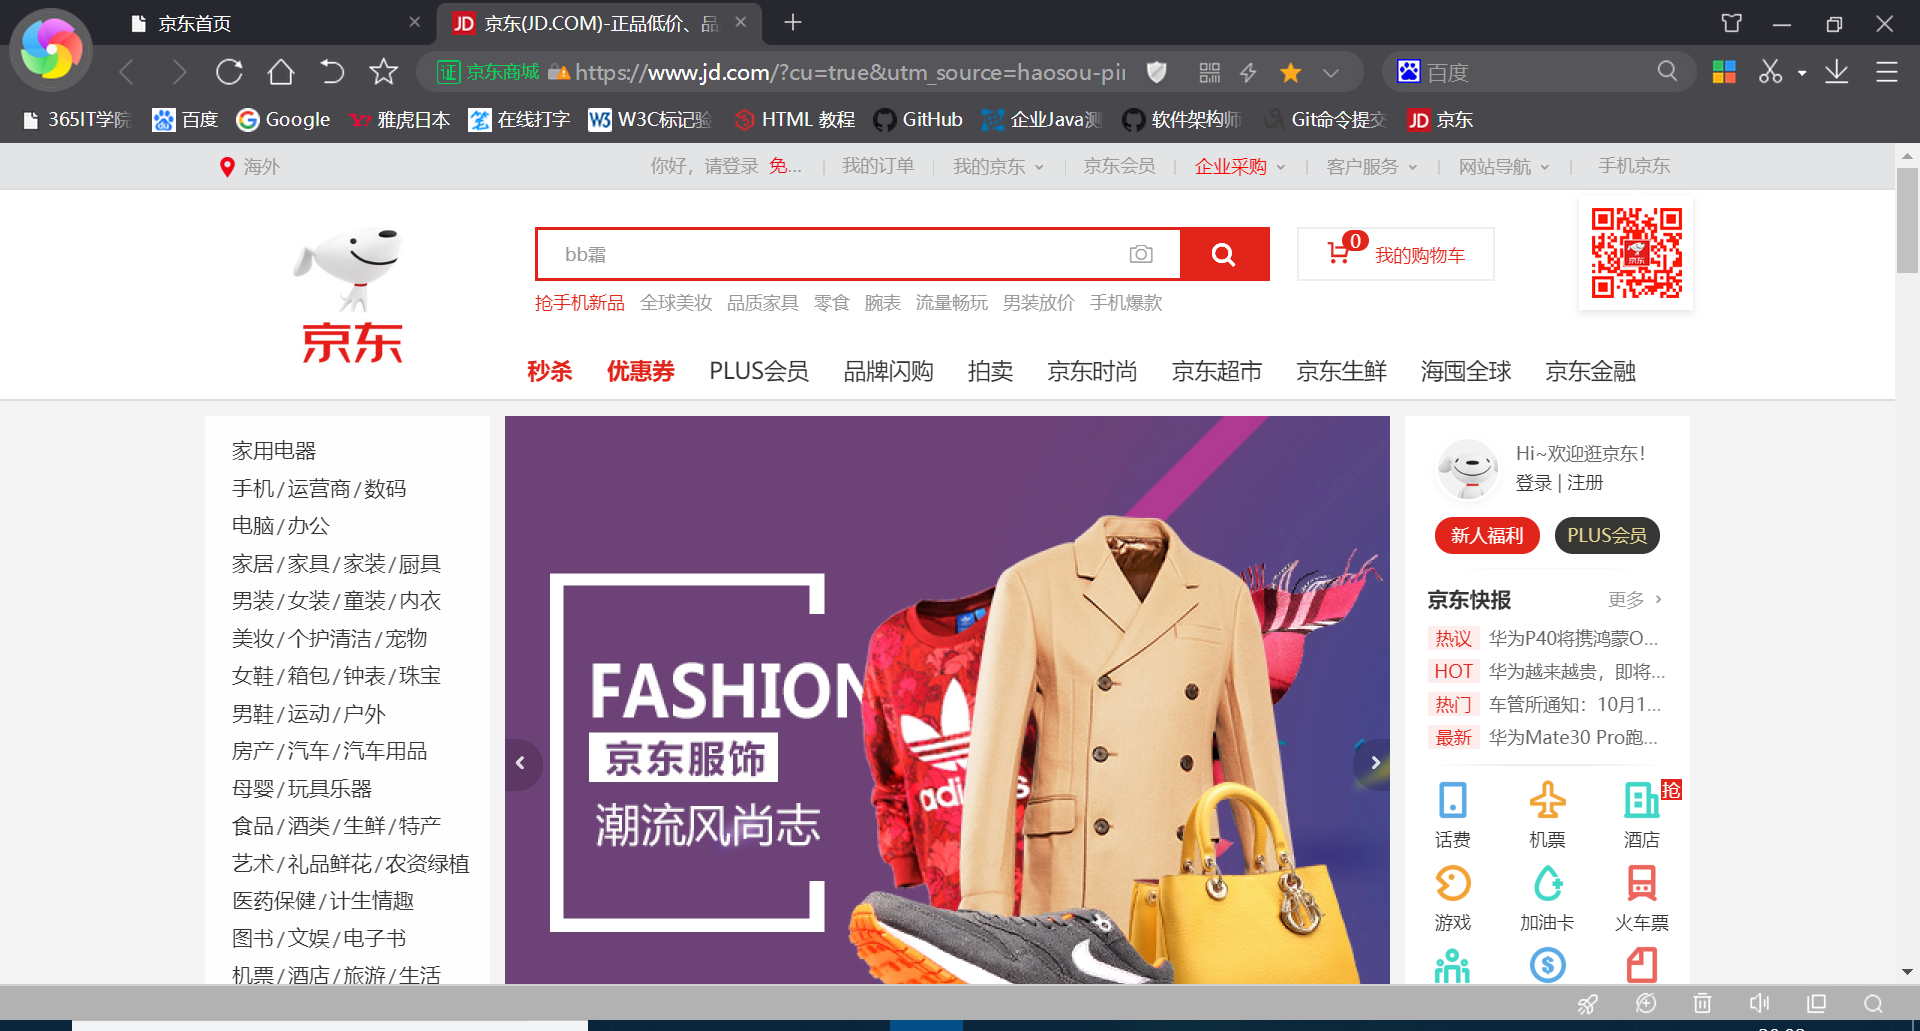 京东首页
JD 京东(JD.COM)-正品低价、品
证 京东商城 https://www.jd.com/?cu=true&utm_source=haosou-pin
百度
365IT学院 百度 Google 雅虎日本 在线打字 W3C标记验 HTML 教程 GitHub 企业Java测 软件架构师 Git命令提交 JD 京东
海外
你好，请登录 免... 我的订单 我的京东 京东会员 企业采购 客户服务 网站导航 手机京东
bb霜
0 我的购物车
抢手机新品 全球美妆 品质家具 零食 腕表 流量畅玩 男装放价 手机爆款
京东
秒杀 优惠券 PLUS会员 品牌闪购 拍卖 京东时尚 京东超市 京东生鲜 海囤全球 京东金融
家用电器
手机/运营商/数码
电脑/办公
家居/家具/家装/厨具
男装/女装/童装/内衣
美妆/个护清洁/宠物
女鞋/箱包/钟表/珠宝
男鞋/运动/户外
房产/汽车/汽车用品
母婴/玩具乐器
食品/酒类/生鲜/特产
艺术/礼品鲜花/农资绿植
医药保健/计生情趣
图书/文娱/电子书
机票/酒店/旅游/生活
FASHION
京东服饰
潮流风尚志
adidas
Hi~欢迎逛京东!
登录 | 注册
新人福利 PLUS会员
京东快报 更多
热议 华为P40将携鸿蒙O...
HOT 华为越来越贵，即将...
热门 车管所通知：10月1...
最新 华为Mate30 Pro跑...
抢
话费 机票 酒店
游戏 加油卡 火车票